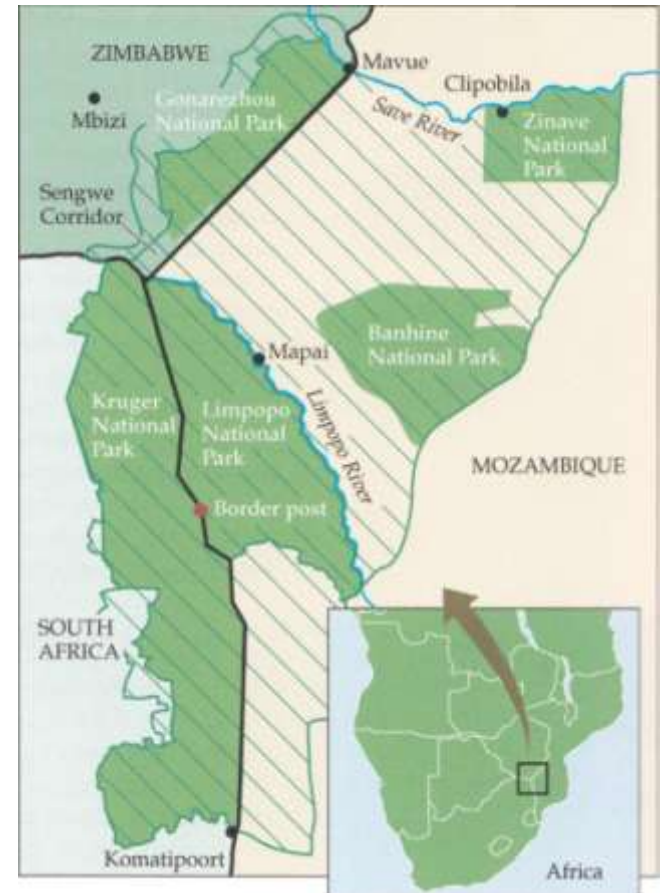 ZIMBABWE
Mavue
Clipobila
Gonarezhou
National Park
Mbizi
Save River
Zinave
National
Park
Sengwe
Corridor
Banhine
National Park
Mapai
Kruger
National
Park
Limpopo
National
Park
Limpopo River
MOZAMBIQUE
Border post
SOUTH
AFRICA
Komatipoort
Africa